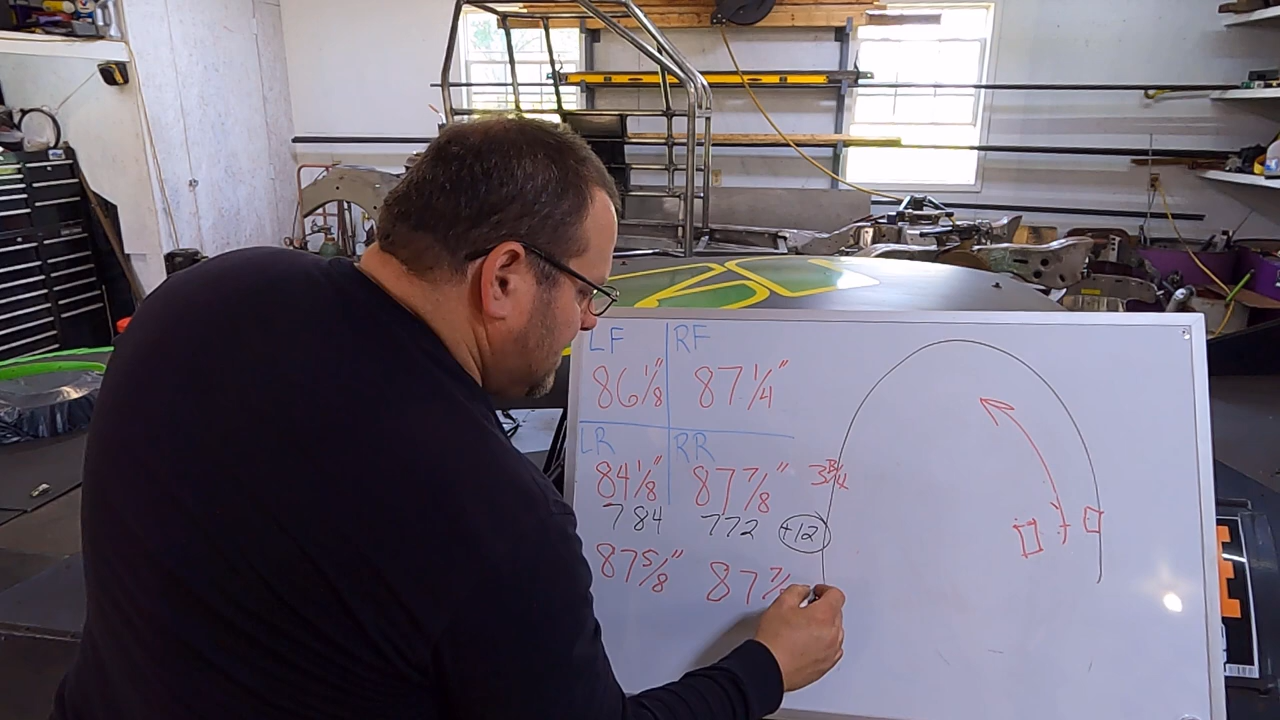 LF RF
86 1/8" 87 1/4"
LR RR
84 1/8" 87 7/8" 3 3/4
784 772 +12
87 5/8" 87 7/